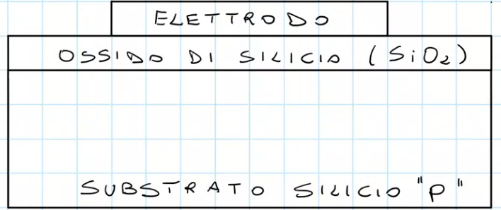 ELETTRODO
OSSIDO DI SILICIO (SiO2)
SUBSTRATO SILICIO "P"